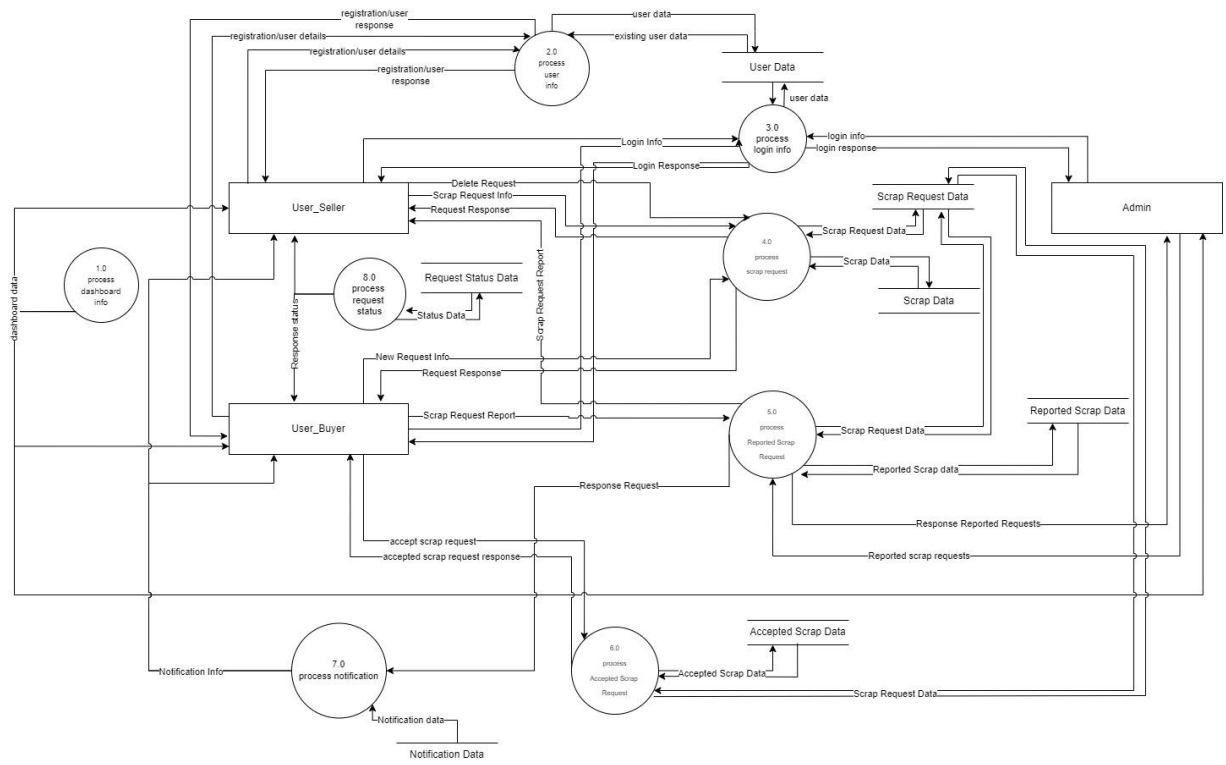 registration/user
response
user data
registration/user details
existing user data
2.0
process
user
info
registration/user details
User Data
registration/user
response
user data
3.0
process
login info
Login Info
login info
login response
Login Response
Delete Request
Scrap Request Info
Request Response
User_Seller
Scrap Request Data
Admin
4.0
process
scrap request
Scrap Request Data
Scrap Data
Scrap Data
1.0
process
dashboard
info
8.0
process
request
status
Request Status Data
Status Data
dashboard data
Response status
Scrap Request Report
New Request Info
Request Response
User_Buyer
Scrap Request Report
5.0
process
Reported Scrap
Request
Reported Scrap Data
Scrap Request Data
Reported Scrap data
Response Request
Response Reported Requests
accept scrap request
accepted scrap request response
Reported scrap requests
6.0
process
Accepted Scrap
Request
Accepted Scrap Data
Accepted Scrap Data
Scrap Request Data
7.0
process notification
Notification Info
Notification data
Notification Data